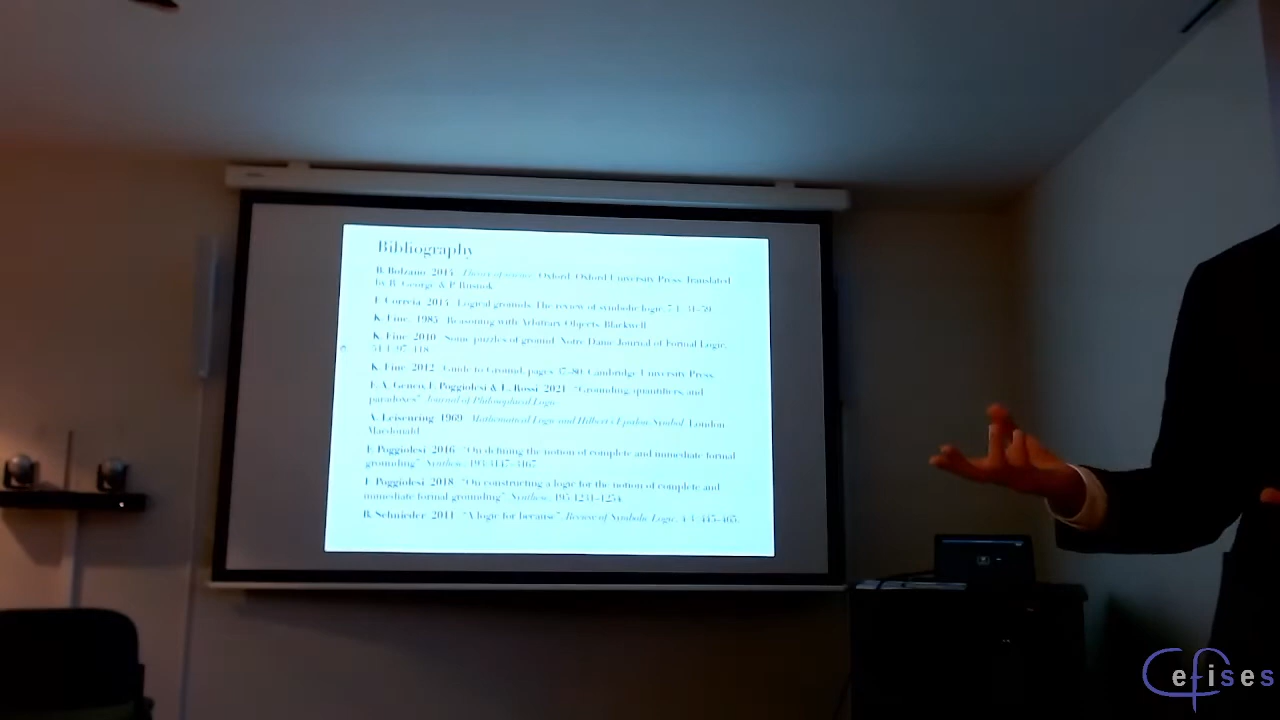 Bibliography
B. Bolzano 2015 Theory of science. Oxford: Oxford University Press. Translated
by R. George & P. Rusnok
F. Correia 2015 Logical grounds. The review of symbolic logic 7:1
K. Fine. 1985 Reasoning with Arbitrary Objects. Blackwell
K. Fine 2010 Some puzzles of ground. Notre Dame Journal of Formal Logic,
51:1 97–118
K. Fine 2012 Guide to Ground, pages 37–80. Cambridge University Press
F.A. Genco, F. Poggiolesi & L. Rossi 2021 "Grounding, quantifiers, and
paradoxes" Journal of Philosophical Logic
A. Leisenring 1969 Mathematical Logic and Hilbert's Epsilon Symbol. London
Macdonald
F. Poggiolesi 2016 "On defining the notion of complete and immediate formal
grounding" Synthese. 193:3147–3167
F. Poggiolesi 2018 "On constructing a logic for the notion of complete and
immediate formal grounding" Synthese. 195:1231–1254
B. Schnieder 2011 "A logic for because" Review of Symbolic Logic. 4:3 445–465.
Cefises